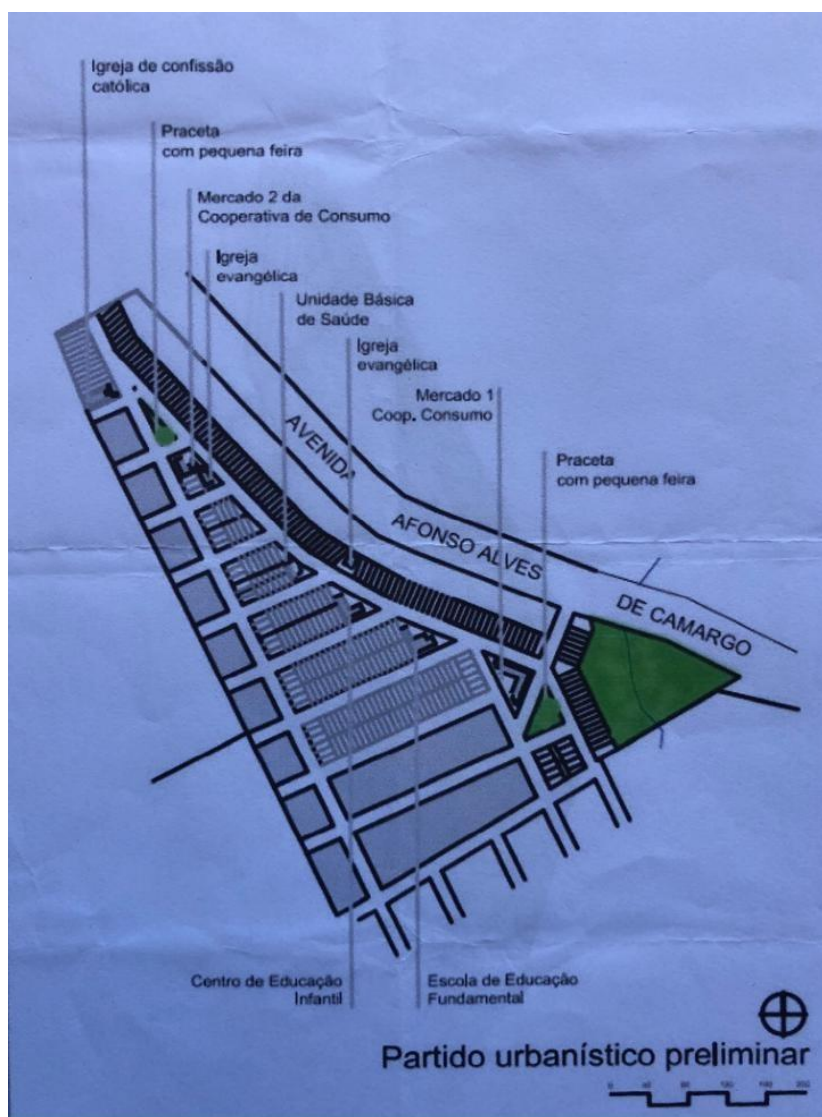 Igreja de confissão
católica
Praceta
com pequena feira
Mercado 2 da
Cooperativa de Consumo
Igreja
evangélica
Unidade Básica
de Saúde
Igreja
evangélica
Mercado 1
Coop. Consumo
Praceta
com pequena feira
AVENIDA
AFONSO ALVES
DE CAMARGO
Centro de Educação
Infantil
Escola de Educação
Fundamental
Partido urbanístico preliminar
0